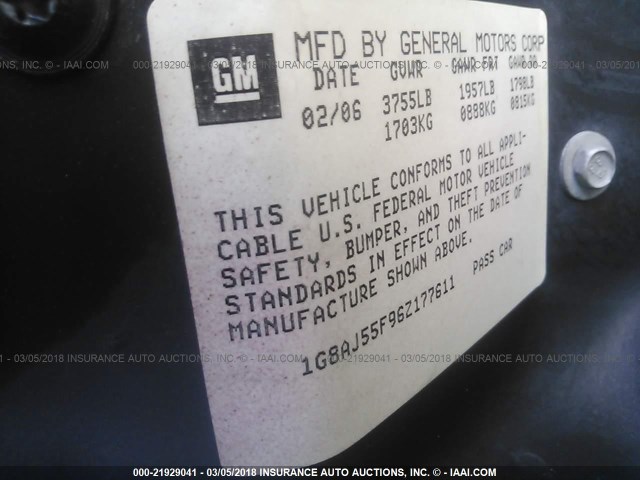 GM
MFD BY GENERAL MOTORS CORP
DATE GVWR GAWR FRT GAWR RR
02/06 3755LB 1957LB 1798LB
1703KG 0888KG 0815KG
THIS VEHICLE CONFORMS TO ALL APPLI-
CABLE U.S. FEDERAL MOTOR VEHICLE
SAFETY, BUMPER, AND THEFT PREVENTION
STANDARDS IN EFFECT ON THE DATE OF
MANUFACTURE SHOWN ABOVE.
1G8AJ55F96Z177611 PASS CAR
000-21929041 - 03/05/2018 INSURANCE AUTO AUCTIONS, INC. - © - IAAI.COM